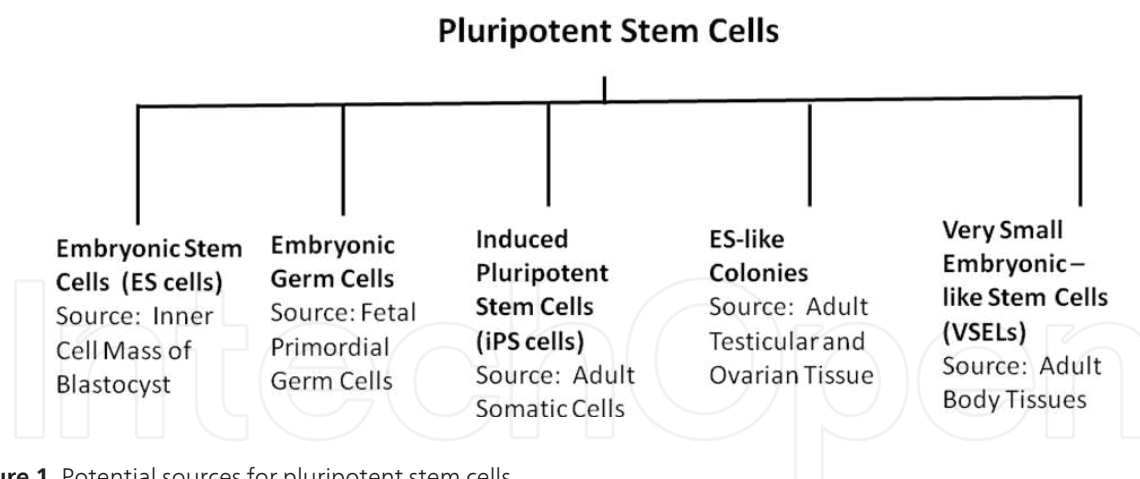 Pluripotent Stem Cells
Embryonic Stem
Cells (ES cells)
Source: Inner
Cell Mass of
Blastocyst
Embryonic
Germ Cells
Source: Fetal
Primordial
Germ Cells
Induced
Pluripotent
Stem Cells
(iPS cells)
Source: Adult
Somatic Cells
ES-like
Colonies
Source: Adult
Testicular and
Ovarian Tissue
Very Small
Embryonic–
like Stem Cells
(VSELs)
Source: Adult
Body Tissues
IntechOpen
ure 1. Potential sources for pluripotent stem cells